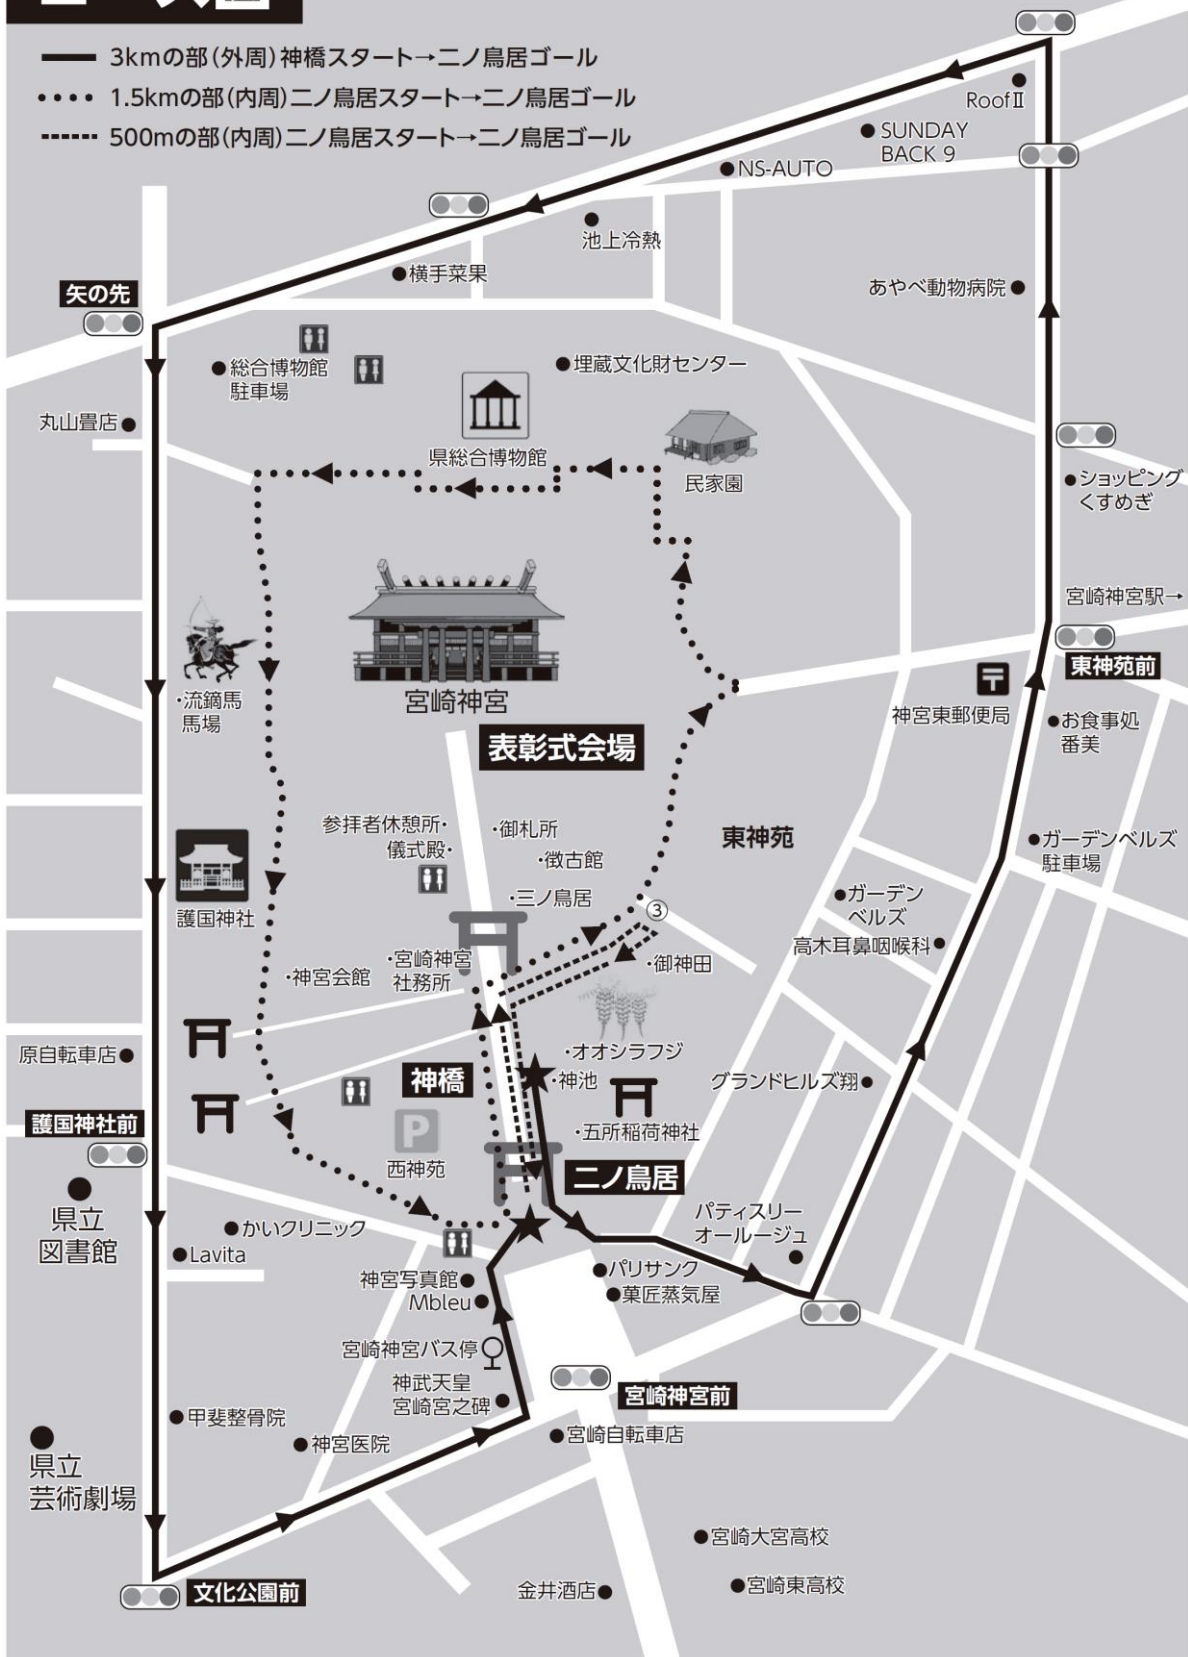 3kmの部(外周)神橋スタート→二ノ鳥居ゴール
1.5kmの部(内周)二ノ鳥居スタート→二ノ鳥居ゴール
500mの部(内周)二ノ鳥居スタート→二ノ鳥居ゴール
RoofⅡ
SUNDAY
BACK 9
NS-AUTO
池上冷熱
横手菜果
あやべ動物病院
矢の先
総合博物館
駐車場
埋蔵文化財センター
丸山畳店
県総合博物館
民家園
ショッピング
くすめぎ
宮崎神宮駅→
東神苑前
・流鏑馬
馬場
宮崎神宮
〒
神宮東郵便局
お食事処
番美
表彰式会場
参拝者休憩所・
儀式殿・
・御札所
・徴古館
東神苑
ガーデンベルズ
駐車場
護国神社
・三ノ鳥居
③
ガーデン
ベルズ
高木耳鼻咽喉科
・神宮会館
・宮崎神宮
社務所
・御神田
原自転車店
・オオシラフジ
神橋
・神池
グランドヒルズ翔
護国神社前
P
西神苑
・五所稲荷神社
二ノ鳥居
県立
図書館
かいクリニック
Lavita
パティスリー
オールージュ
神宮写真館
Mbleu
パリサンク
菓匠蒸気屋
宮崎神宮バス停
神武天皇
宮崎宮之碑
宮崎神宮前
甲斐整骨院
神宮医院
宮崎自転車店
県立
芸術劇場
宮崎大宮高校
文化公園前
金井酒店
宮崎東高校